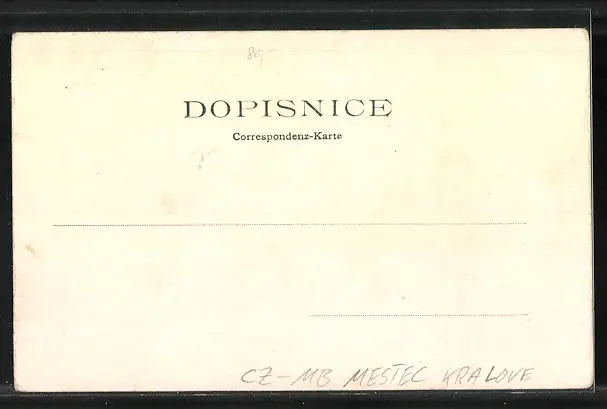 80,-
DOPISNICE
Correspondenz-Karte
CZ-MB MESTEC KRALOVE